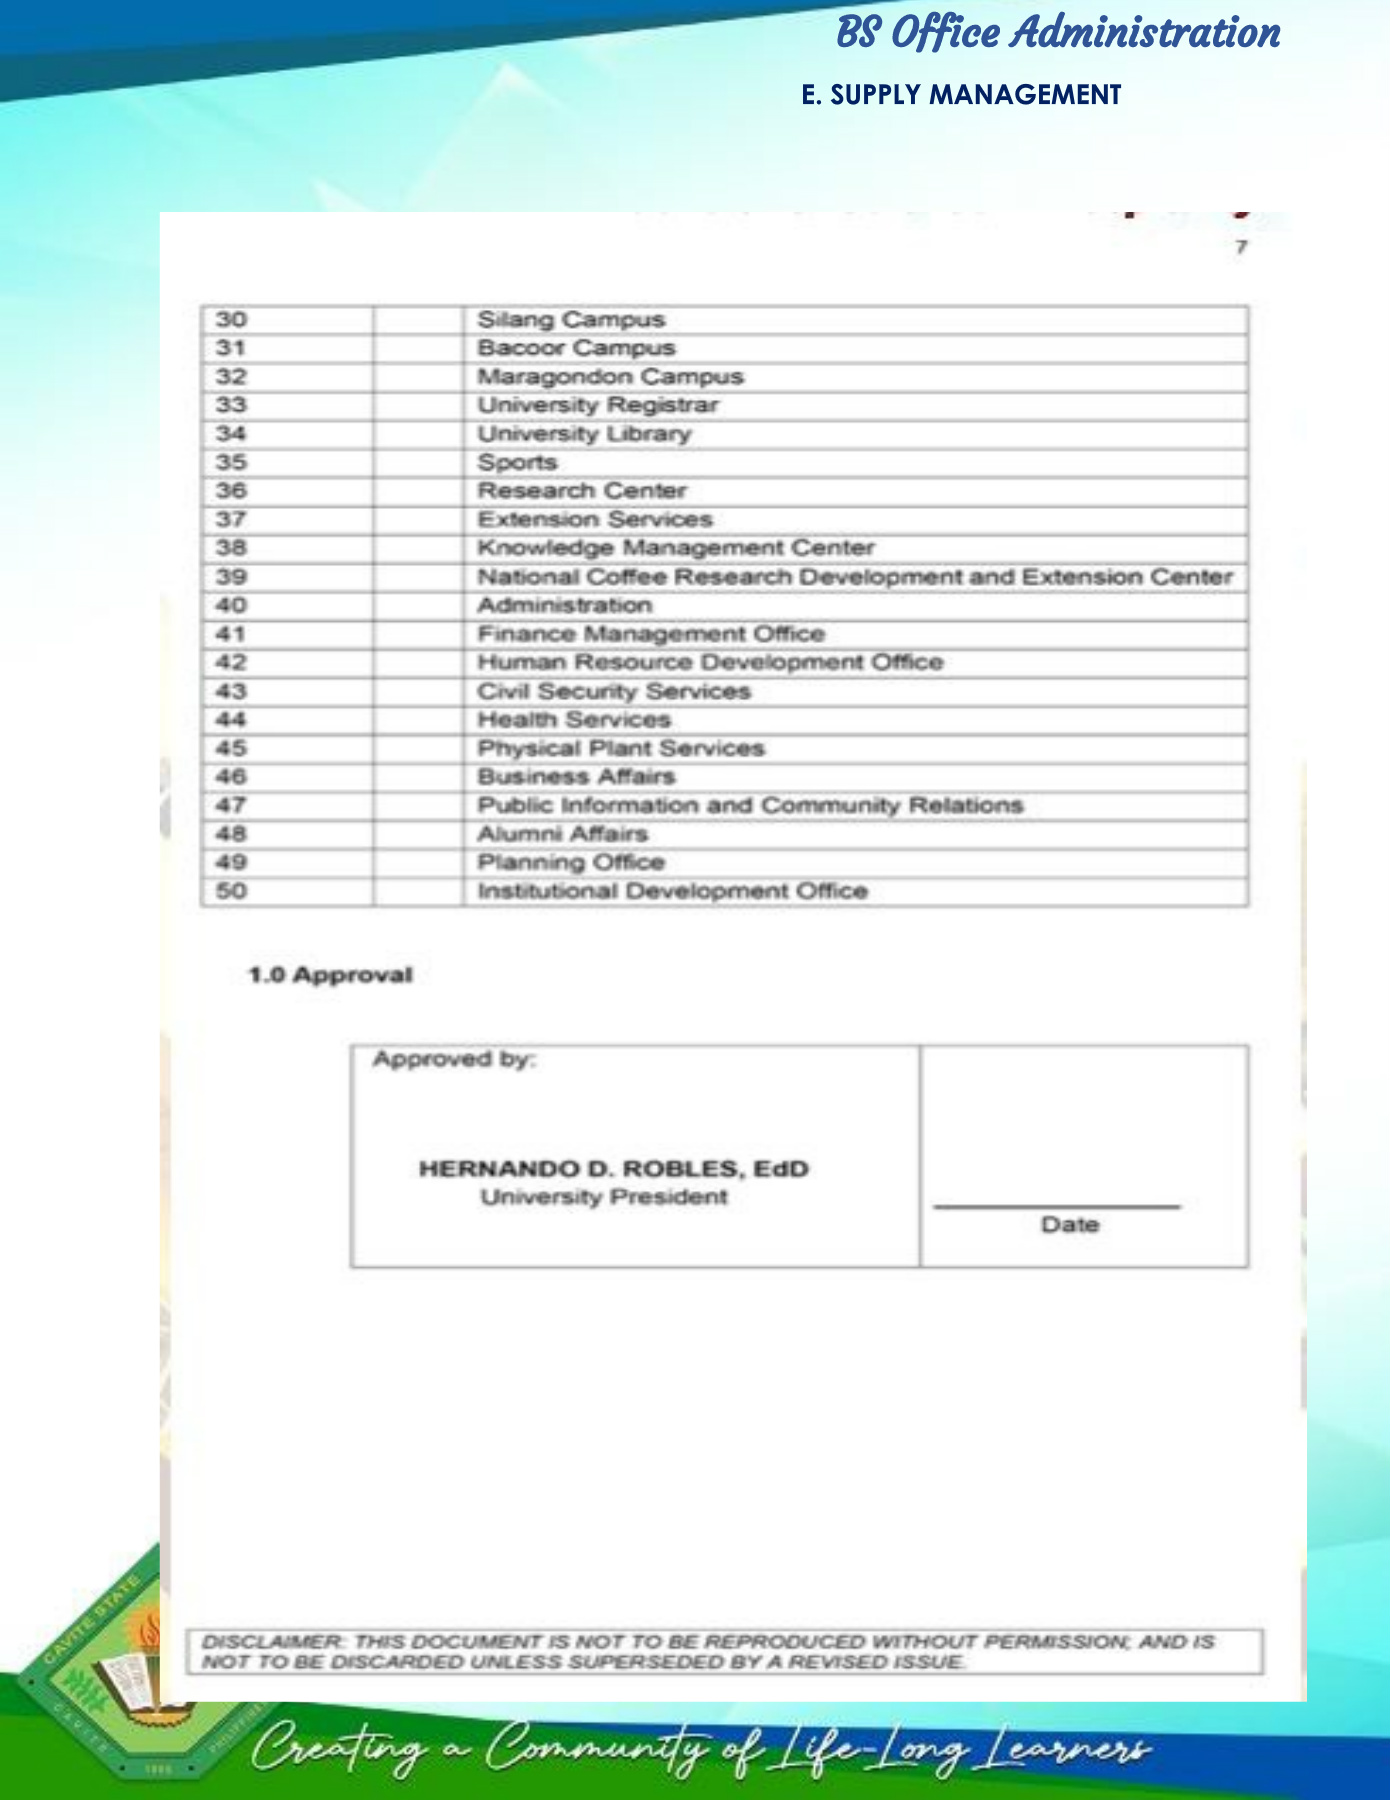 BS Office Administration
E. SUPPLY MANAGEMENT
7
30 Silang Campus
31 Bacoor Campus
32 Maragondon Campus
33 University Registrar
34 University Library
35 Sports
36 Research Center
37 Extension Services
38 Knowledge Management Center
39 National Coffee Research Development and Extension Center
40 Administration
41 Finance Management Office
42 Human Resource Development Office
43 Civil Security Services
44 Health Services
45 Physical Plant Services
46 Business Affairs
47 Public Information and Community Relations
48 Alumni Affairs
49 Planning Office
50 Institutional Development Office
1.0 Approval
Approved by:
HERNANDO D. ROBLES, EdD
University President
Date
DISCLAIMER: THIS DOCUMENT IS NOT TO BE REPRODUCED WITHOUT PERMISSION; AND IS
NOT TO BE DISCARDED UNLESS SUPERSEDED BY A REVISED ISSUE.
CAVITE STATE
CAVITE
Creating a Community of Life-Long Learners